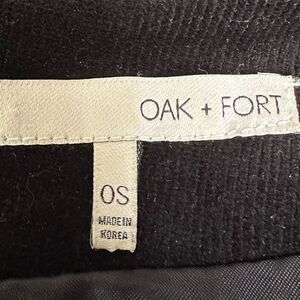 OAK + FORT
OS
MADE IN
KOREA